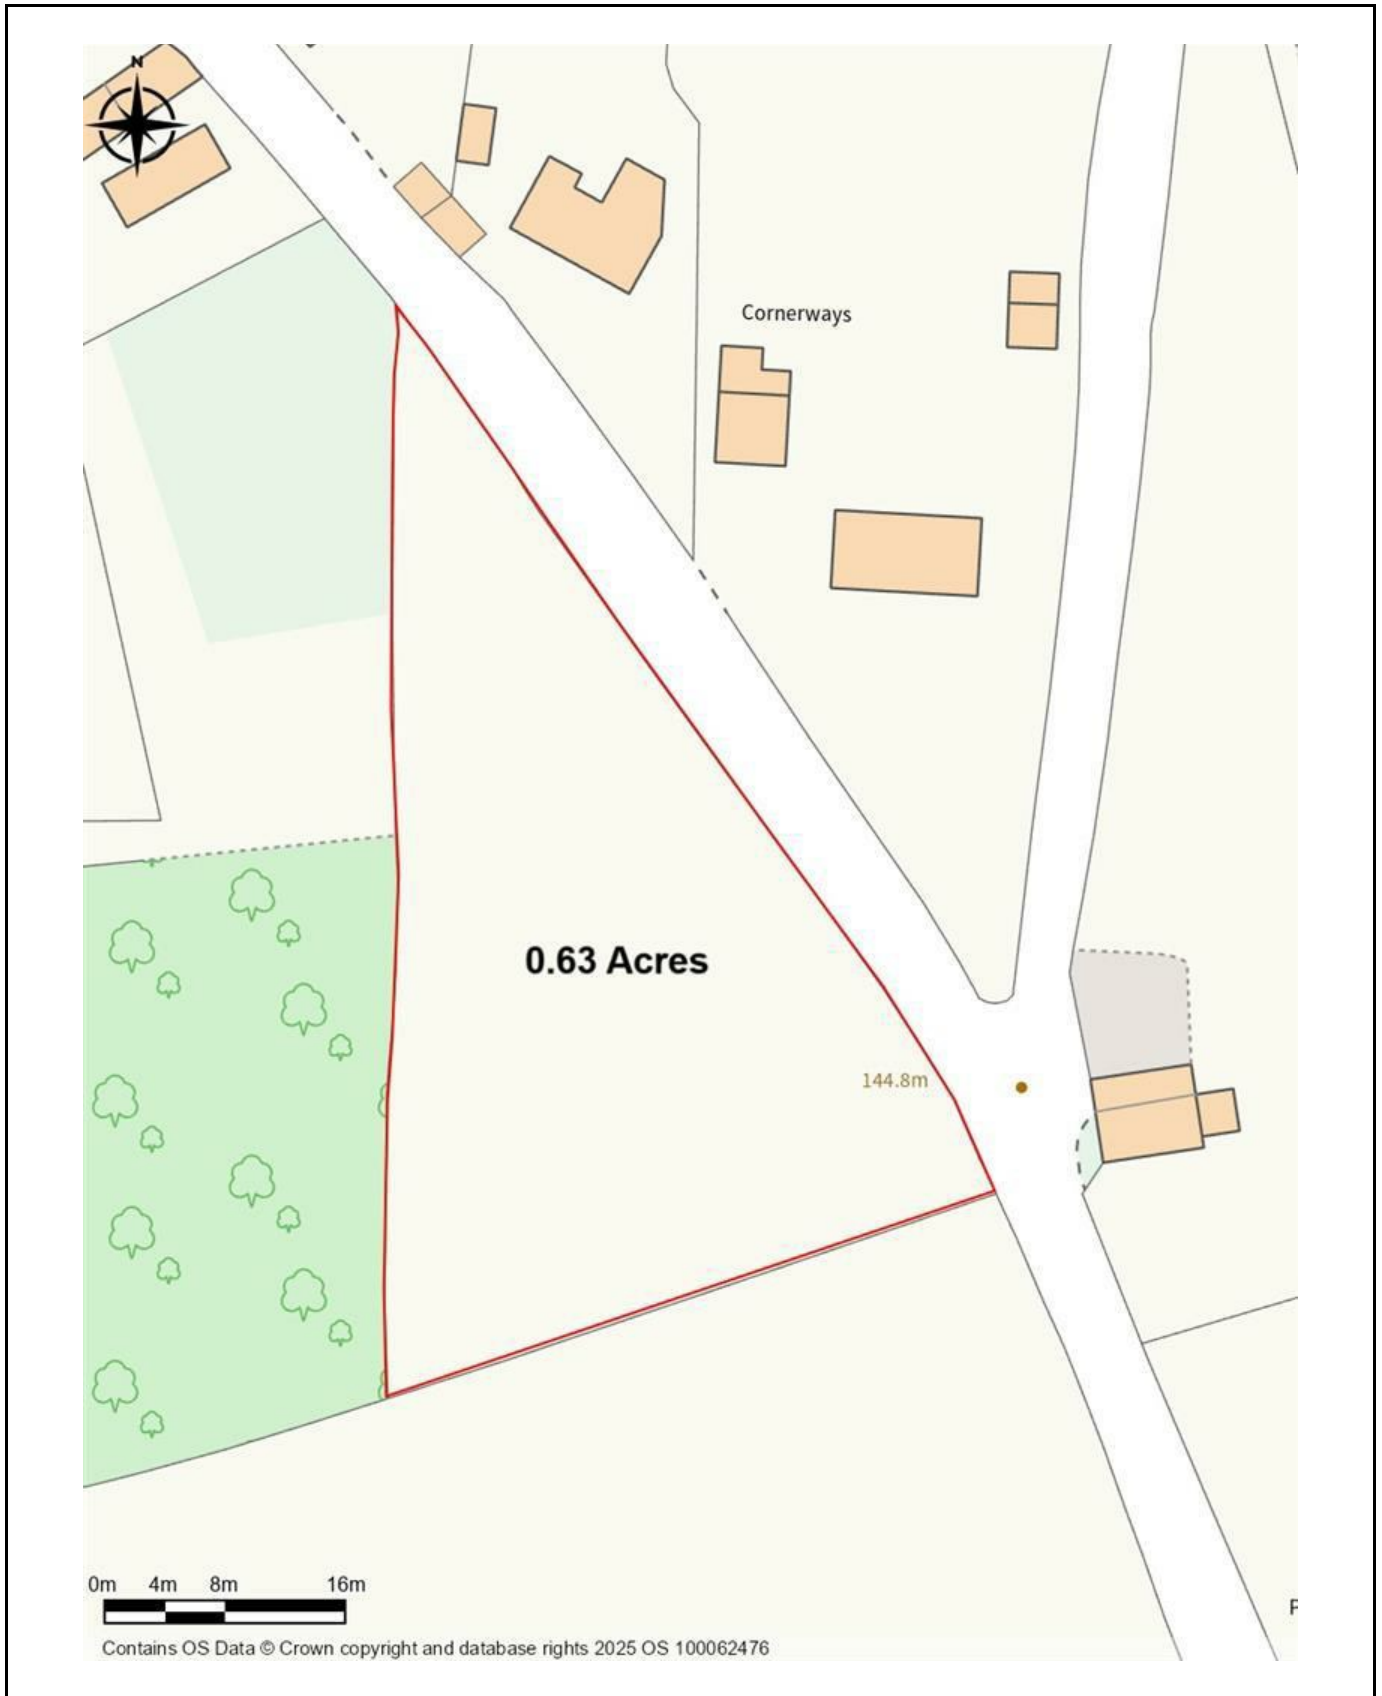 N
Cornerways
0.63 Acres
144.8m
0m 4m 8m 16m
Contains OS Data © Crown copyright and database rights 2025 OS 100062476